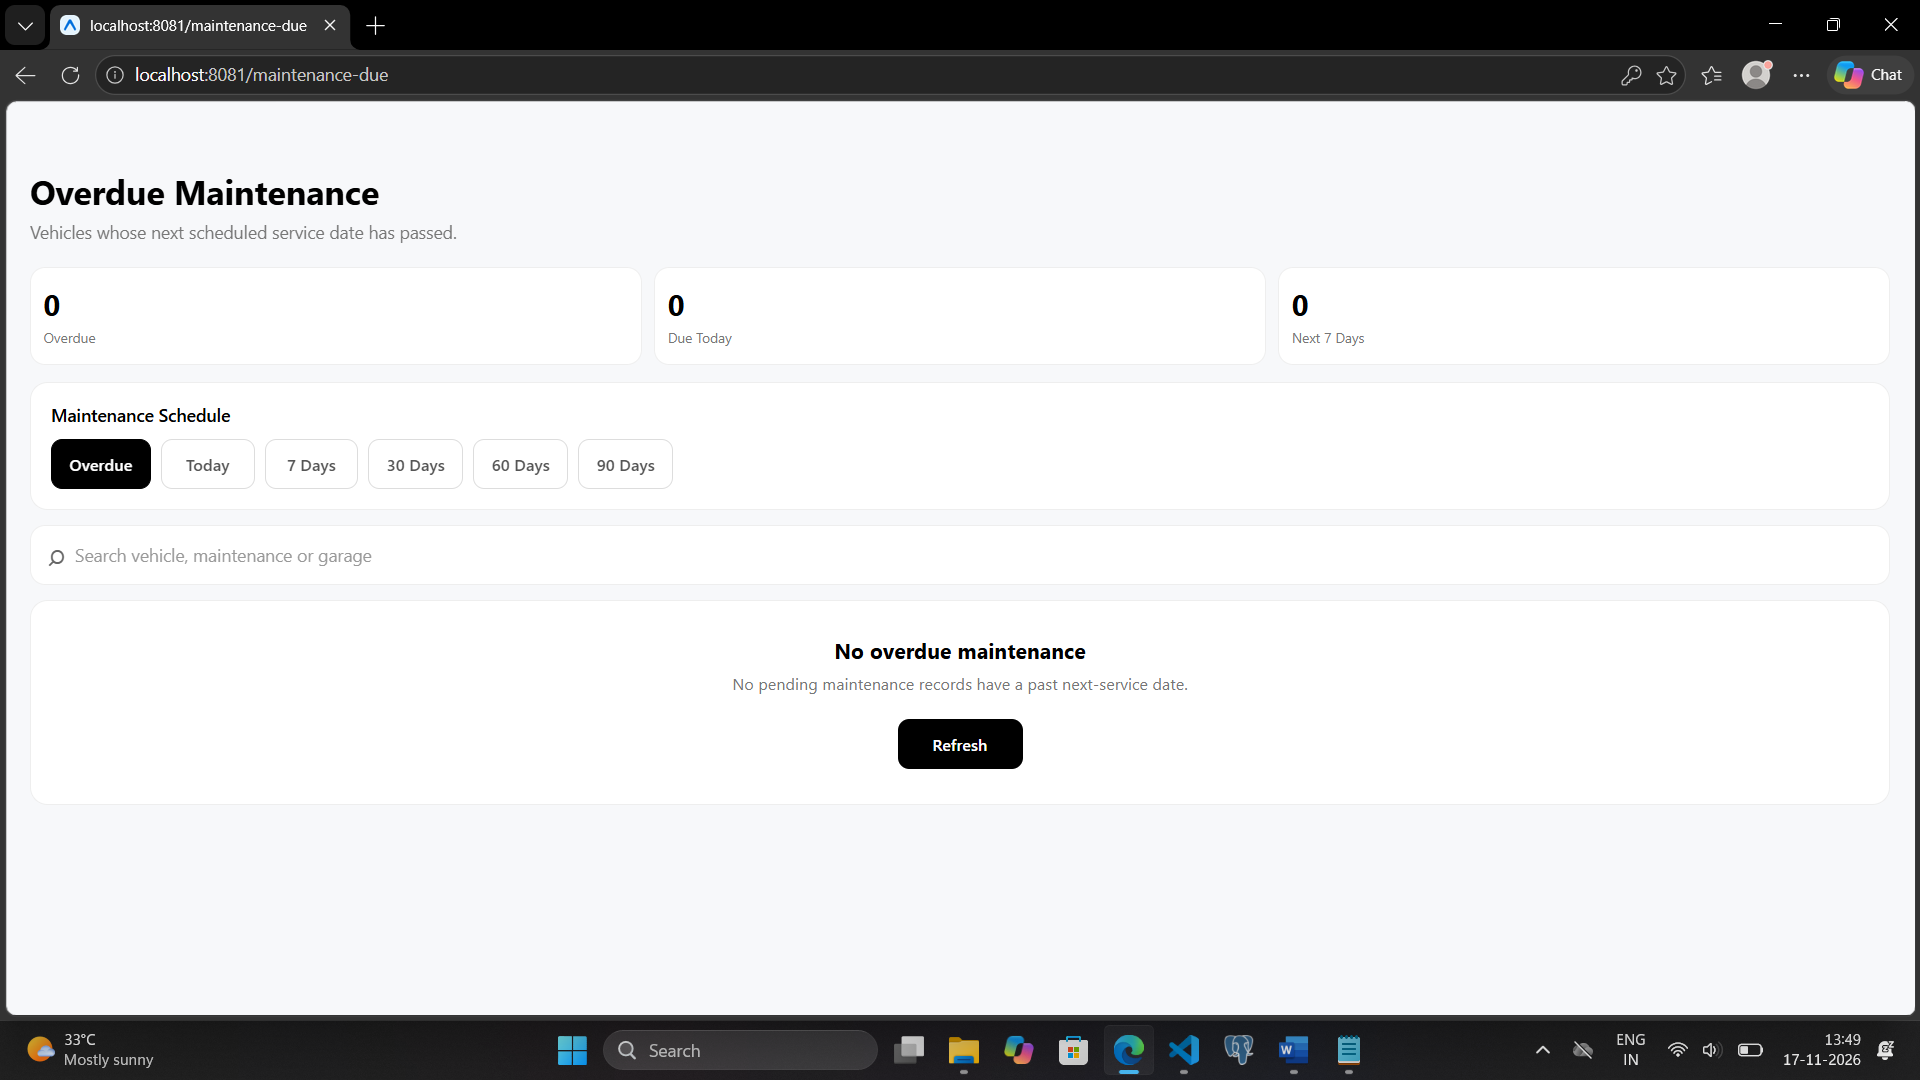 localhost:8081/maintenance-due
localhost:8081/maintenance-due
Chat
Overdue Maintenance
Vehicles whose next scheduled service date has passed.
0
Overdue
0
Due Today
0
Next 7 Days
Maintenance Schedule
Overdue
Today
7 Days
30 Days
60 Days
90 Days
Search vehicle, maintenance or garage
No overdue maintenance
No pending maintenance records have a past next-service date.
Refresh
33°C
Mostly sunny
Search
ENG
IN
13:49
17-11-2026